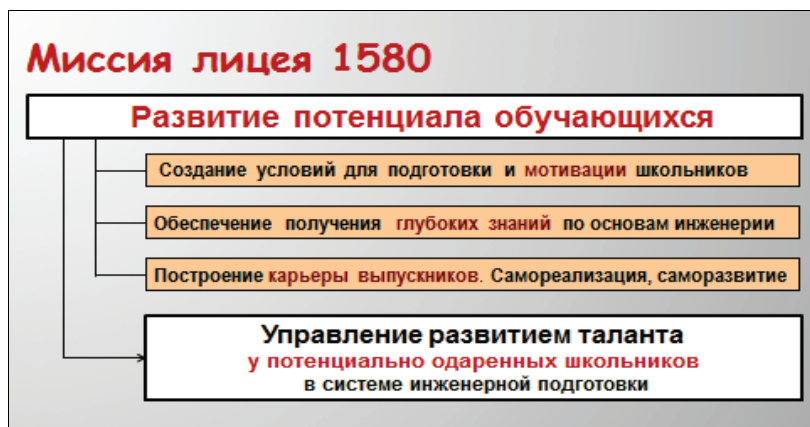 Миссия лицея 1580
Развитие потенциала обучающихся
Создание условий для подготовки и мотивации школьников
Обеспечение получения глубоких знаний по основам инженерии
Построение карьеры выпускников. Самореализация, саморазвитие
Управление развитием таланта
у потенциально одаренных школьников
в системе инженерной подготовки